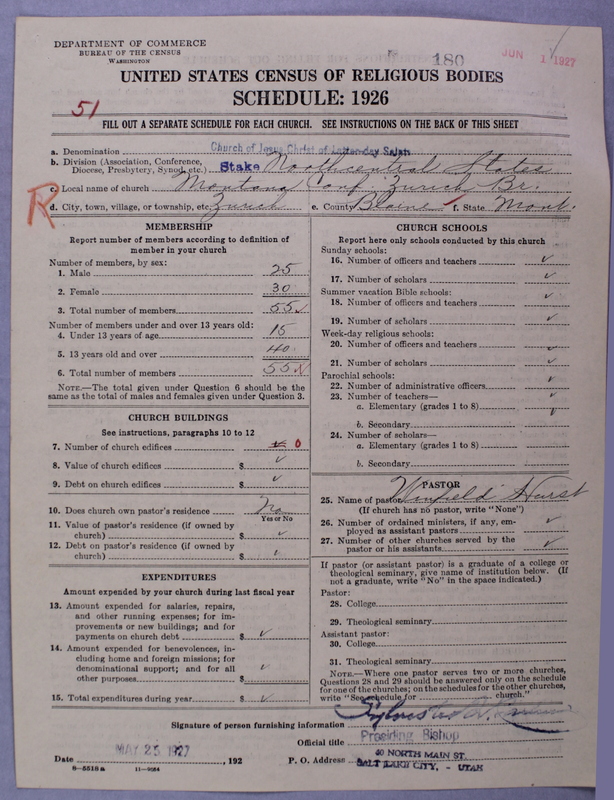 DEPARTMENT OF COMMERCE
BUREAU OF THE CENSUS
WASHINGTON
180
JUN 1 1927
UNITED STATES CENSUS OF RELIGIOUS BODIES
SCHEDULE: 1926
51
FILL OUT A SEPARATE SCHEDULE FOR EACH CHURCH. SEE INSTRUCTIONS ON THE BACK OF THIS SHEET
a. Denomination Church of Jesus Christ of Latter-day Saints
b. Division (Association, Conference, Diocese, Presbytery, Synod, etc.) Stake Northcentral States
c. Local name of church Montana Conf. Zurich Br.
R
d. City, town, village, or township, etc. Zurich e. County Blaine f. State Mont.
MEMBERSHIP
Report number of members according to definition of
member in your church
Number of members, by sex:
1. Male 25
2. Female 30
3. Total number of members 55 ✓
Number of members under and over 13 years old:
4. Under 13 years of age 15
5. 13 years old and over 40
6. Total number of members 55
NOTE.—The total given under Question 6 should be the
same as the total of males and females given under Question 3.
CHURCH BUILDINGS
See instructions, paragraphs 10 to 12
7. Number of church edifices 0
8. Value of church edifices $ ✓
9. Debt on church edifices $ ✓
10. Does church own pastor's residence No
Yes or No
11. Value of pastor's residence (if owned by
church) $ ✓
12. Debt on pastor's residence (if owned by
church) $ ✓
EXPENDITURES
Amount expended by your church during last fiscal year
13. Amount expended for salaries, repairs,
and other running expenses; for im-
provements or new buildings; and for
payments on church debt $ ✓
14. Amount expended for benevolences, in-
cluding home and foreign missions; for
denominational support; and for all
other purposes $ ✓
15. Total expenditures during year $ ✓
CHURCH SCHOOLS
Report here only schools conducted by this church
Sunday schools:
16. Number of officers and teachers ✓
17. Number of scholars ✓
Summer vacation Bible schools:
18. Number of officers and teachers ✓
19. Number of scholars ✓
Week-day religious schools:
20. Number of officers and teachers ✓
21. Number of scholars ✓
Parochial schools:
22. Number of administrative officers ✓
23. Number of teachers—
a. Elementary (grades 1 to 8) ✓
b. Secondary
24. Number of scholars—
a. Elementary (grades 1 to 8)
b. Secondary
PASTOR
25. Name of pastor Winfield Hurst
(If church has no pastor, write "None")
26. Number of ordained ministers, if any, em-
ployed as assistant pastors ✓
27. Number of other churches served by the
pastor or his assistants ✓
If pastor (or assistant pastor) is a graduate of a college or
theological seminary, give name of institution below. (If
not a graduate, write "No" in the space indicated.)
Pastor:
28. College
29. Theological seminary
Assistant pastor:
30. College
31. Theological seminary
NOTE.—Where one pastor serves two or more churches,
Questions 28 and 29 should be answered only on the schedule
for one of the churches; on the schedules for the other churches,
write "See schedule for church."
Signature of person furnishing information Sylvester Q. Cannon
Official title Presiding Bishop
Date MAY 25 1927, 192 P. O. Address 40 NORTH MAIN ST.
SALT LAKE CITY, - UTAH
8—5518a 11—9064